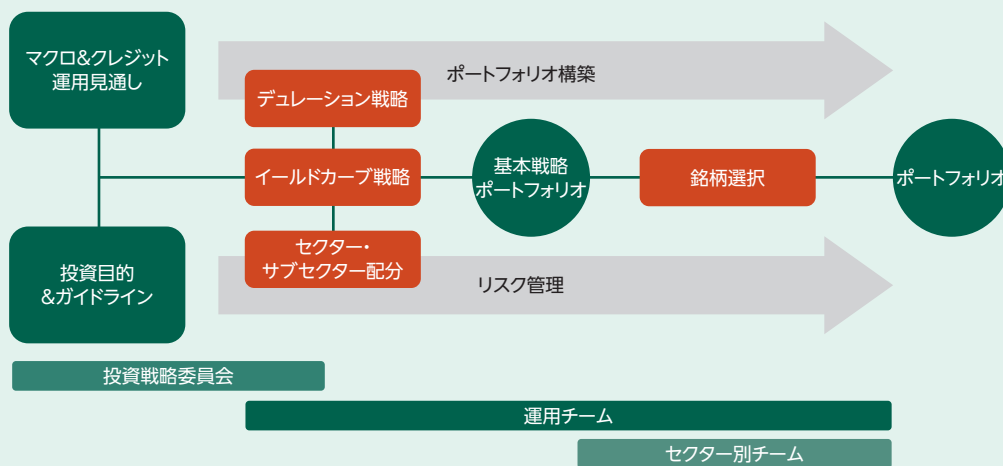 マクロ&クレジット
運用見通し
ポートフォリオ構築
デュレーション戦略
イールドカーブ戦略
基本戦略
ポートフォリオ
銘柄選択
ポートフォリオ
セクター・
サブセクター配分
投資目的
&ガイドライン
リスク管理
投資戦略委員会
運用チーム
セクター別チーム